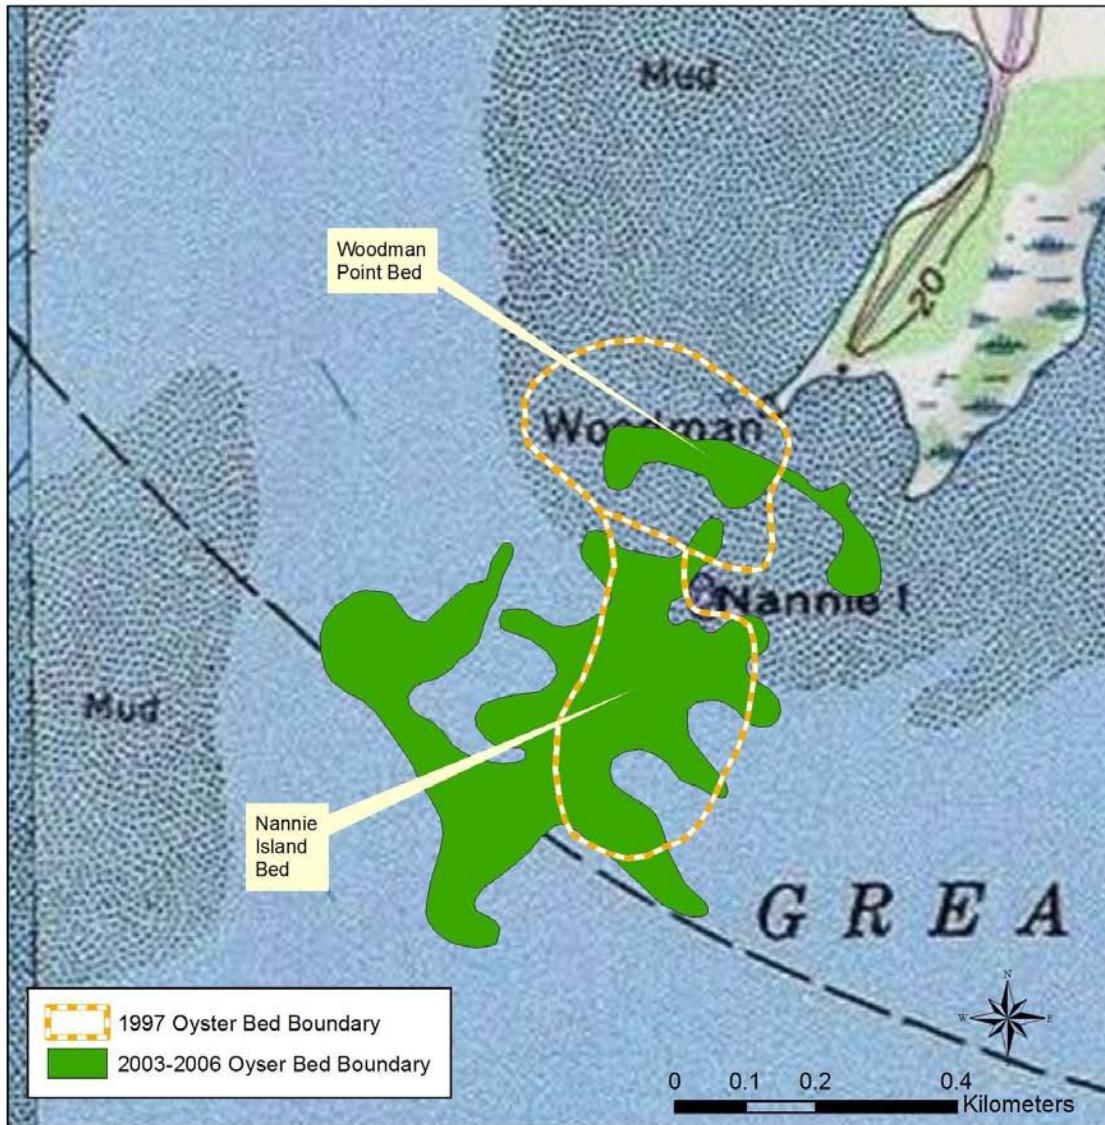 Mud
Woodman
Point Bed
20
Woodman
Nannie I
Mud
Nannie
Island
Bed
GREA
N
W
E
S
1997 Oyster Bed Boundary
2003-2006 Oyser Bed Boundary
0 0.1 0.2 0.4
Kilometers